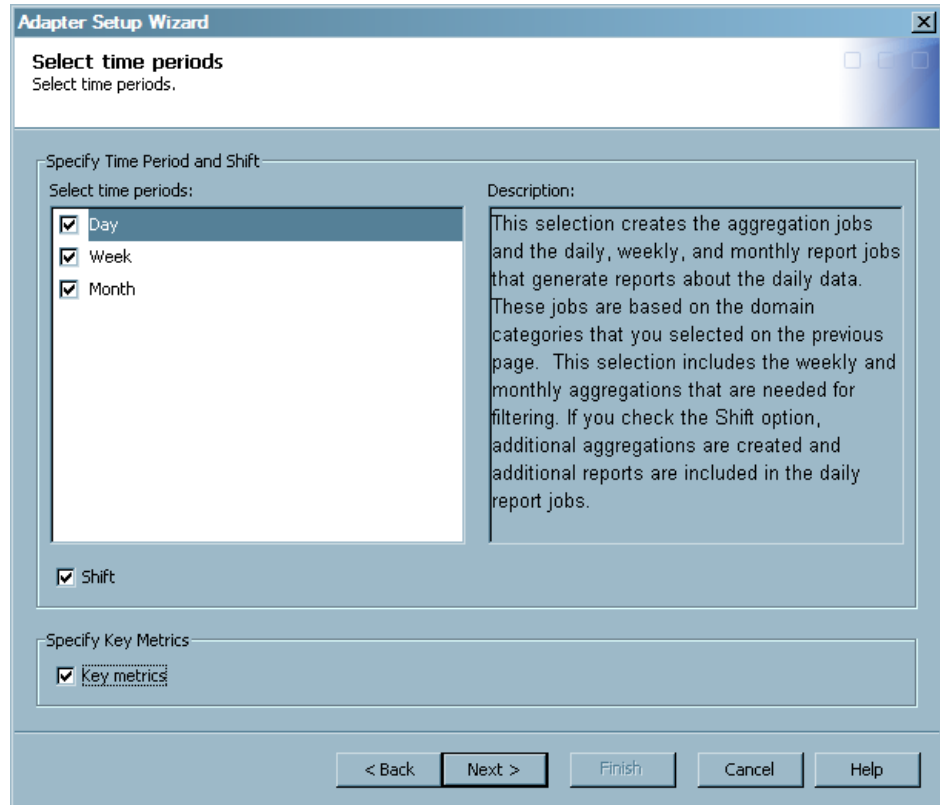 Adapter Setup Wizard
Select time periods
Select time periods.
Specify Time Period and Shift
Select time periods:
Day
Week
Month
Description:
This selection creates the aggregation jobs
and the daily, weekly, and monthly report jobs
that generate reports about the daily data.
These jobs are based on the domain
categories that you selected on the previous
page.  This selection includes the weekly and
monthly aggregations that are needed for
filtering. If you check the Shift option,
additional aggregations are created and
additional reports are included in the daily
report jobs.
Shift
Specify Key Metrics
Key metrics
< Back
Next >
Finish
Cancel
Help